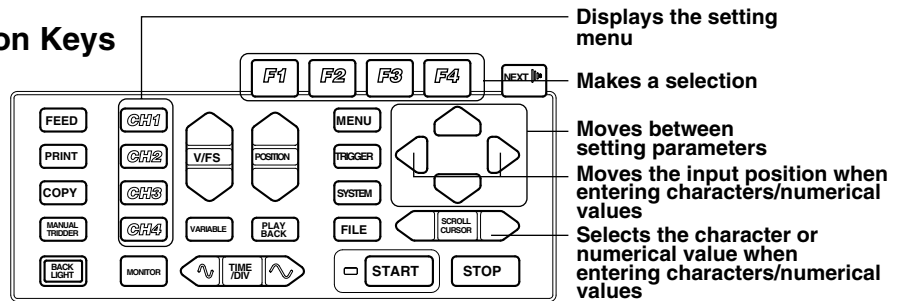 on Keys
Displays the setting
menu
F1 F2 F3 F4 NEXT
Makes a selection
FEED CH1 MENU
Moves between
setting parameters
PRINT CH2 V/FS POSITION TRIGGER
Moves the input position when
entering characters/numerical
values
COPY CH3 SYSTEM
MANUAL
TRIDDER
CH4 VARIABLE PLAY
BACK
FILE SCROLL
CURSOR
Selects the character or
numerical value when
entering characters/numerical
values
BACK
LIGHT
MONITOR TIME
/DIV
START STOP